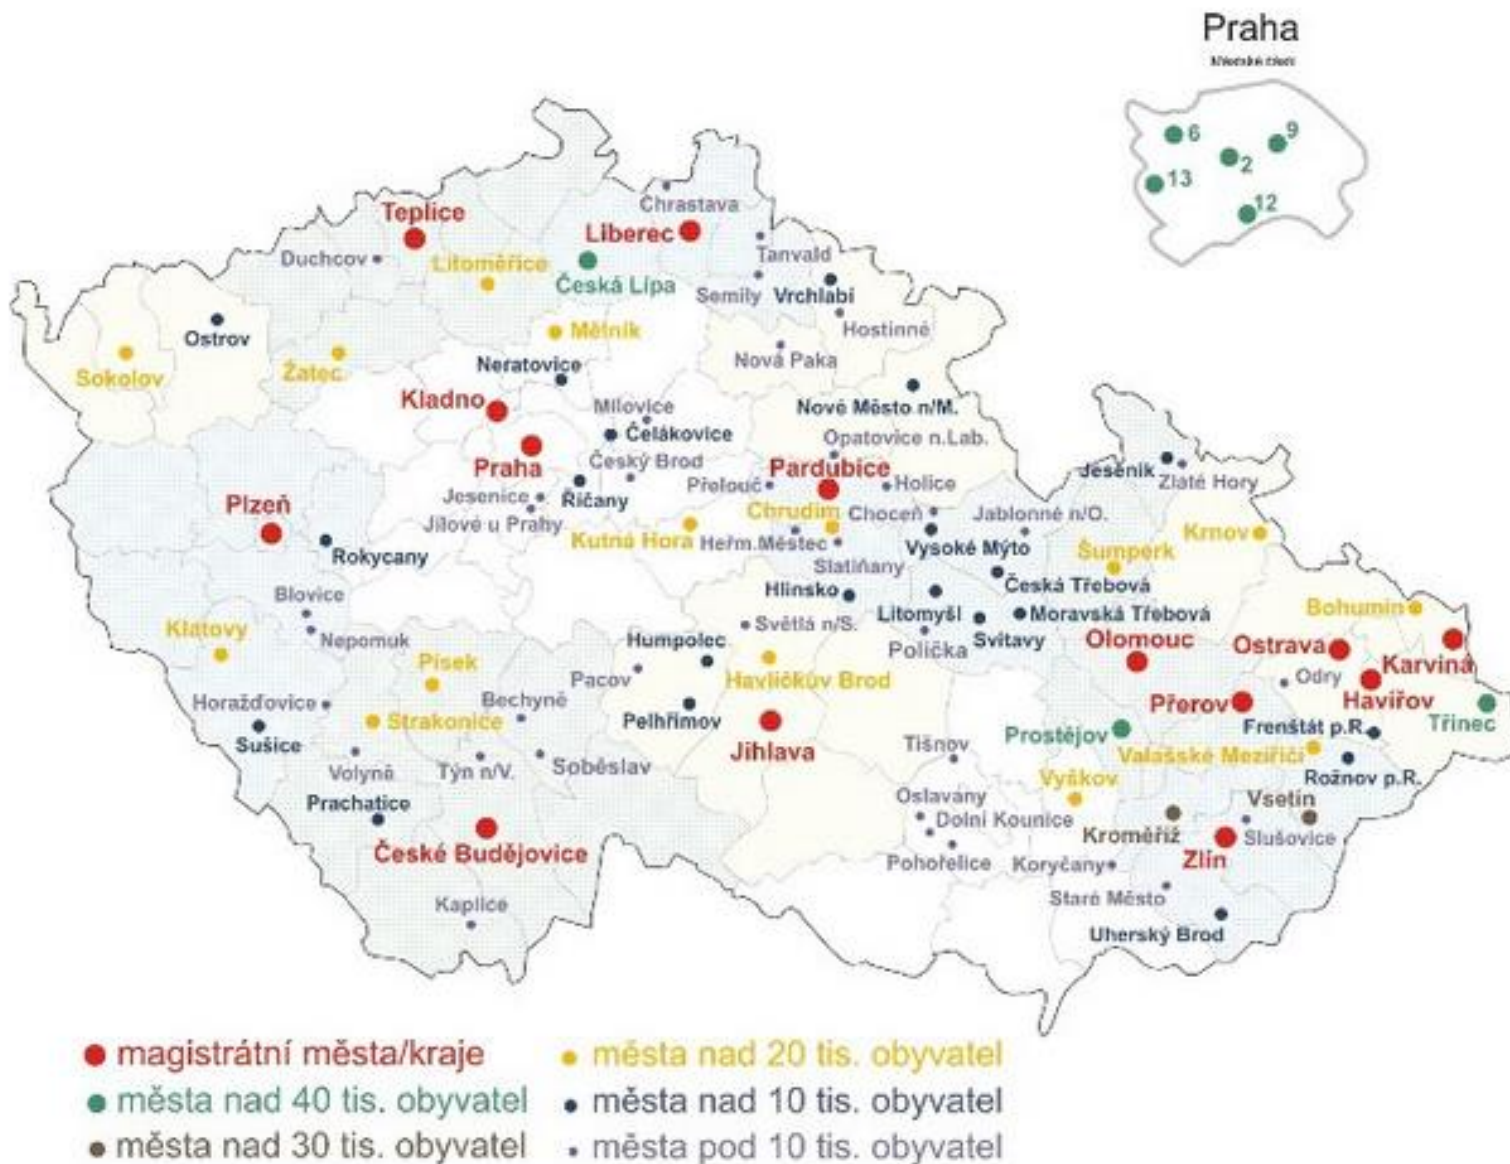 Praha
Městské části
6
9
2
13
12
Chrastava
Teplice
Liberec
Duchcov
Litoměřice
Tanvald
Česká Lípa
Semily
Vrchlabí
Hostinné
Ostrov
Mělník
Nová Paka
Sokolov
Žatec
Neratovice
Kladno
Milovice
Nové Město n/M.
Čelákovice
Opatovice n.Lab.
Praha
Český Brod
Pardubice
Jeseník
Zlaté Hory
Jesenice
Říčany
Přelouč
Holice
Plzeň
Jílové u Prahy
Chrudim
Choceň
Jablonné n/O.
Krnov
Rokycany
Kutná Hora
Heřm.Městec
Vysoké Mýto
Šumperk
Slatiňany
Česká Třebová
Blovice
Hlinsko
Litomyšl
Moravská Třebová
Bohumín
Klatovy
Nepomuk
Světlá n/S.
Svitavy
Humpolec
Polička
Olomouc
Ostrava
Karviná
Písek
Pacov
Havlíčkův Brod
Odry
Havířov
Horažďovice
Bechyně
Přerov
Strakonice
Pelhřimov
Frenštát p.R.
Třinec
Sušice
Jihlava
Tišnov
Prostějov
Valašské Meziříčí
Volyně
Týn n/V.
Soběslav
Vyškov
Rožnov p.R.
Prachatice
Oslavany
Vsetín
Dolní Kounice
Kroměříž
České Budějovice
Pohořelice
Koryčany
Zlín
Slušovice
Kaplice
Staré Město
Uherský Brod
magistrátní města/kraje
města nad 20 tis. obyvatel
města nad 40 tis. obyvatel
města nad 10 tis. obyvatel
města nad 30 tis. obyvatel
města pod 10 tis. obyvatel